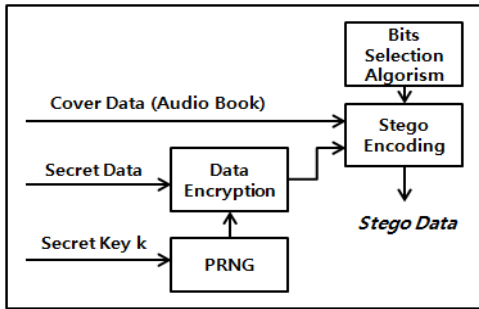 Bits
Selection
Algorism
Cover Data (Audio Book)
Stego
Encoding
Secret Data
Data
Encryption
Stego Data
Secret Key k
PRNG